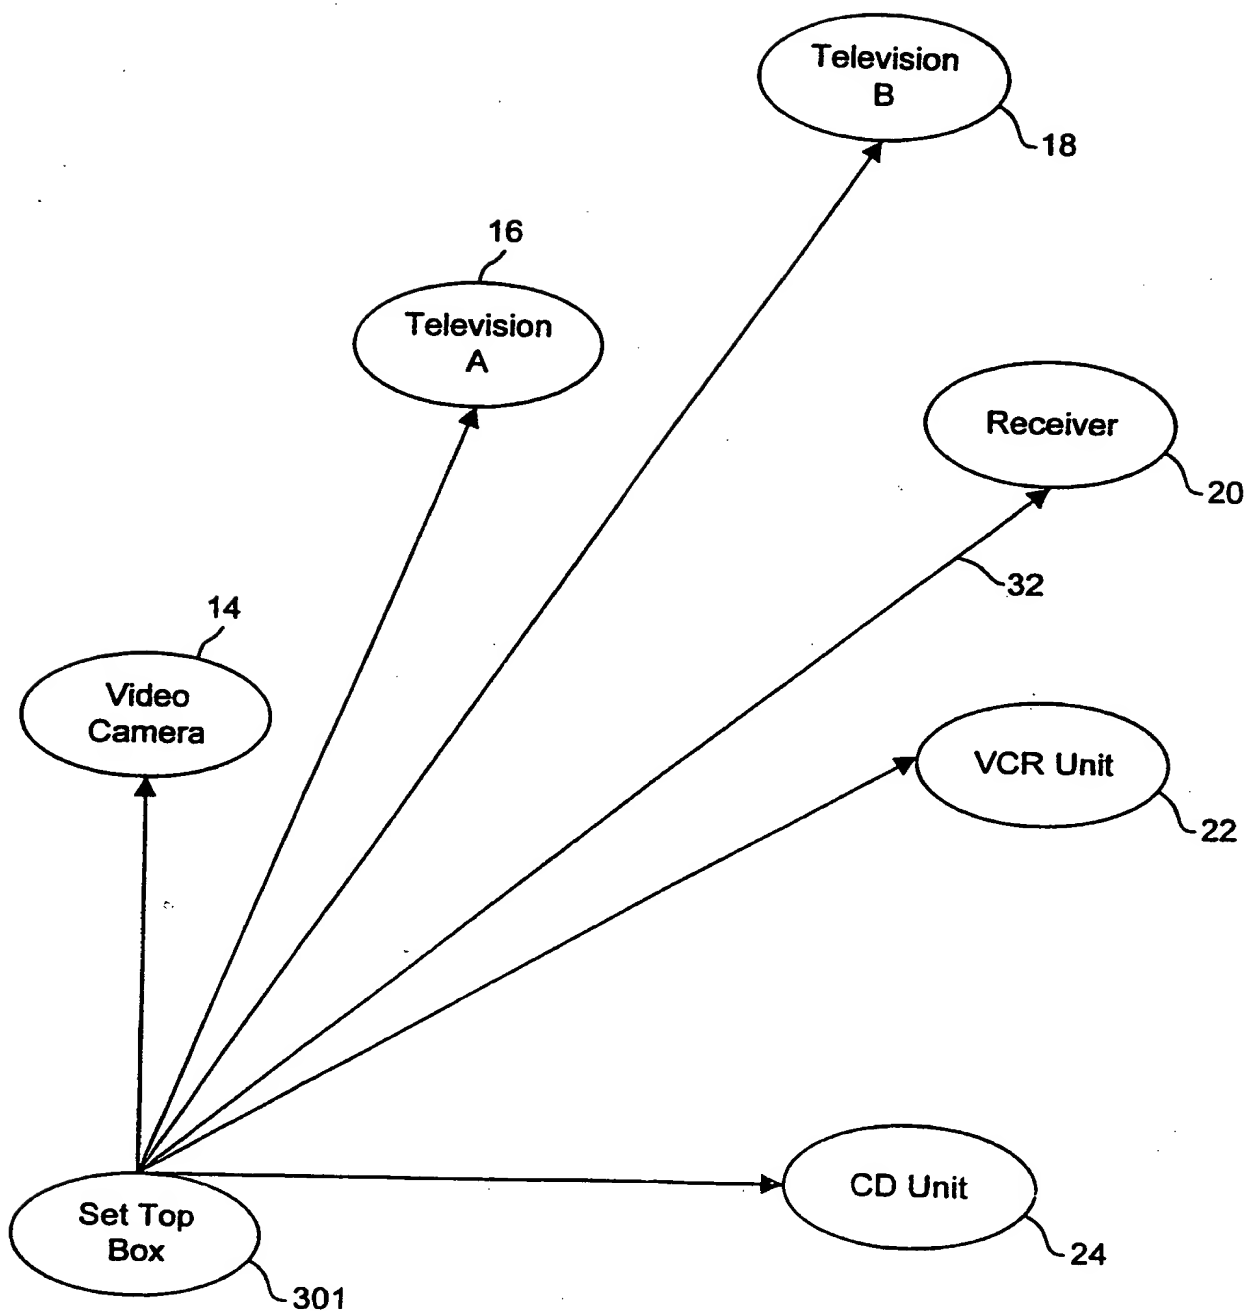 Television
B
18
16
Television
A
Receiver
20
32
14
Video
Camera
VCR Unit
22
Set Top
Box
301
CD Unit
24